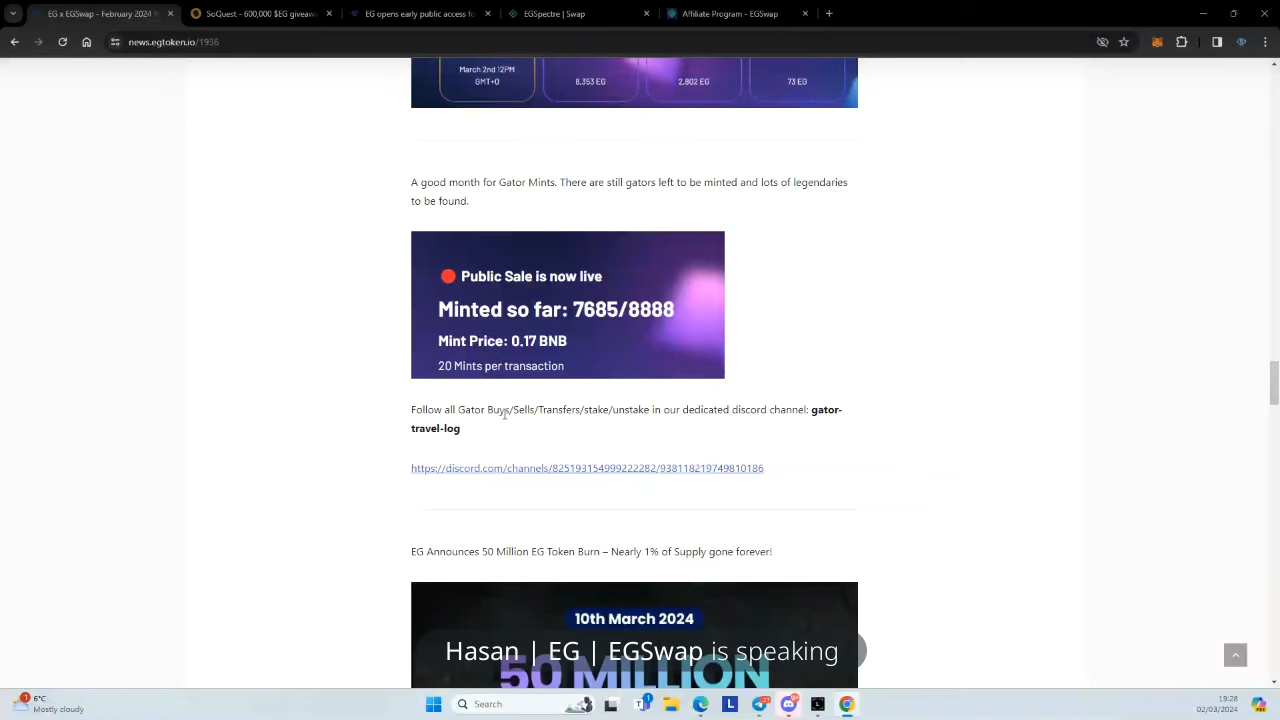 EG x EGSwap - February 2024 R
SoQuest - 600,000 $EG giveaw
EG opens early public access fo
EGSpectre | Swap
Affiliate Program - EGSwap
news.egtoken.io/1936
March 2nd 12PM
GMT+0
8,353 EG
2,802 EG
73 EG
A good month for Gator Mints. There are still gators left to be minted and lots of legendaries
to be found.
Public Sale is now live
Minted so far: 7685/8888
Mint Price: 0.17 BNB
20 Mints per transaction
Follow all Gator Buys/Sells/Transfers/stake/unstake in our dedicated discord channel: gator-
travel-log
https://discord.com/channels/825193154999222282/938118219749810186
EG Announces 50 Million EG Token Burn – Nearly 1% of Supply gone forever!
10th March 2024
50 MILLION
Hasan | EG | EGSwap is speaking
1
6°C
Mostly cloudy
Search
1
19:28
02/03/2024